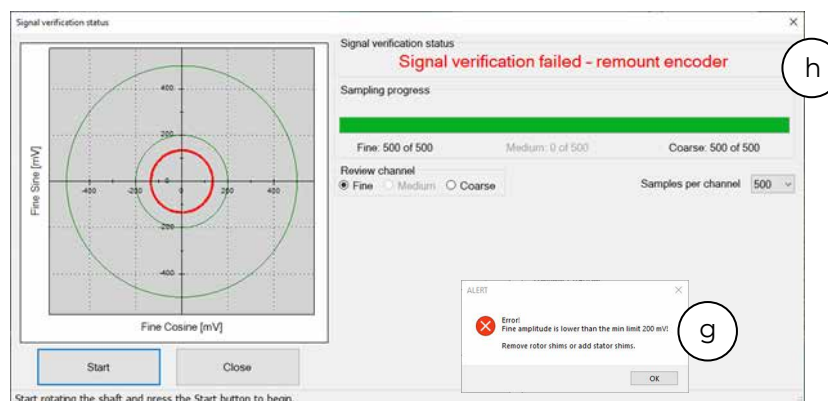 Signal verification status
Signal verification status
Signal verification failed - remount encoder
h
Sampling progress
Fine: 500 of 500
Medium: 0 of 500
Coarse: 500 of 500
Review channel
Fine
Medium
Coarse
Samples per channel
500
400
200
-400
-200
0
0
200
400
-200
-400
Fine Sine [mV]
Fine Cosine [mV]
ALERT
Error!
Fine amplitude is lower than the min limit 200 mV!
Remove rotor shims or add stator shims.
OK
g
Start
Close
Start rotating the shaft and press the Start button to begin.